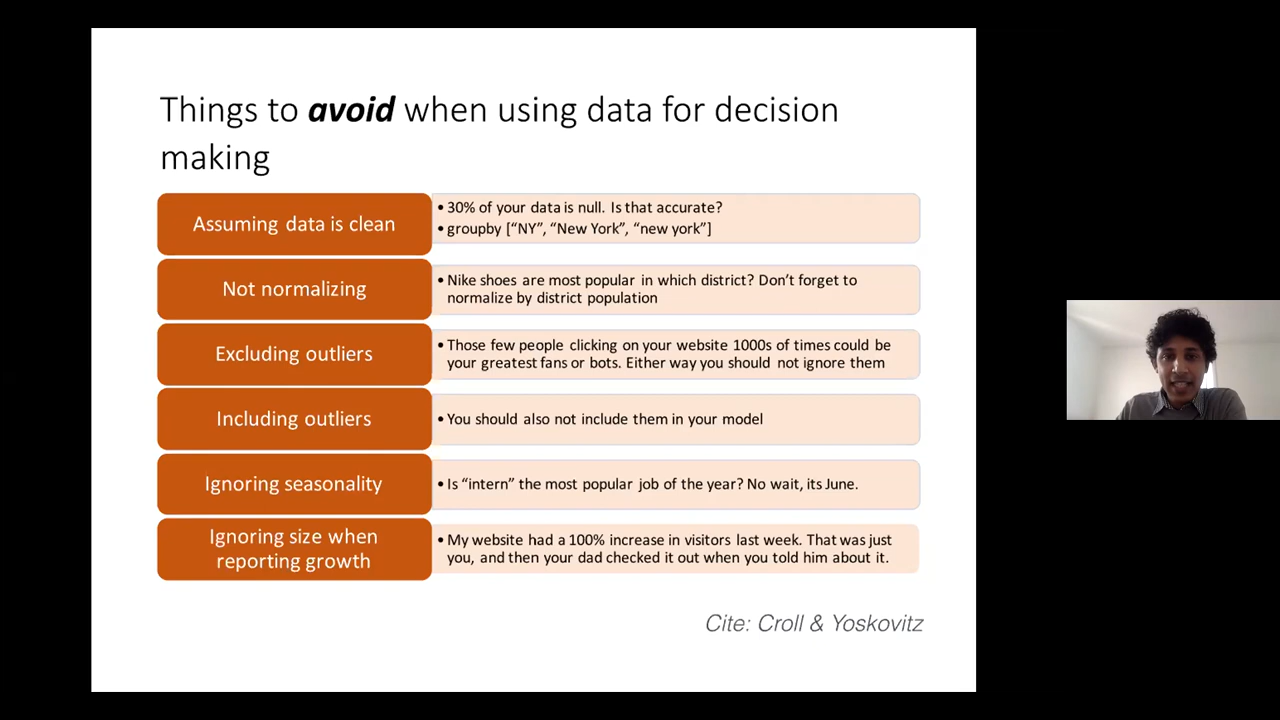 Things to avoid when using data for decision
making
Assuming data is clean
• 30% of your data is null. Is that accurate?
• groupby [“NY”, “New York”, “new york”]
Not normalizing
• Nike shoes are most popular in which district? Don’t forget to
normalize by district population
Excluding outliers
• Those few people clicking on your website 1000s of times could be
your greatest fans or bots. Either way you should not ignore them
Including outliers
• You should also not include them in your model
Ignoring seasonality
• Is “intern” the most popular job of the year? No wait, its June.
Ignoring size when
reporting growth
• My website had a 100% increase in visitors last week. That was just
you, and then your dad checked it out when you told him about it.
Cite: Croll & Yoskovitz